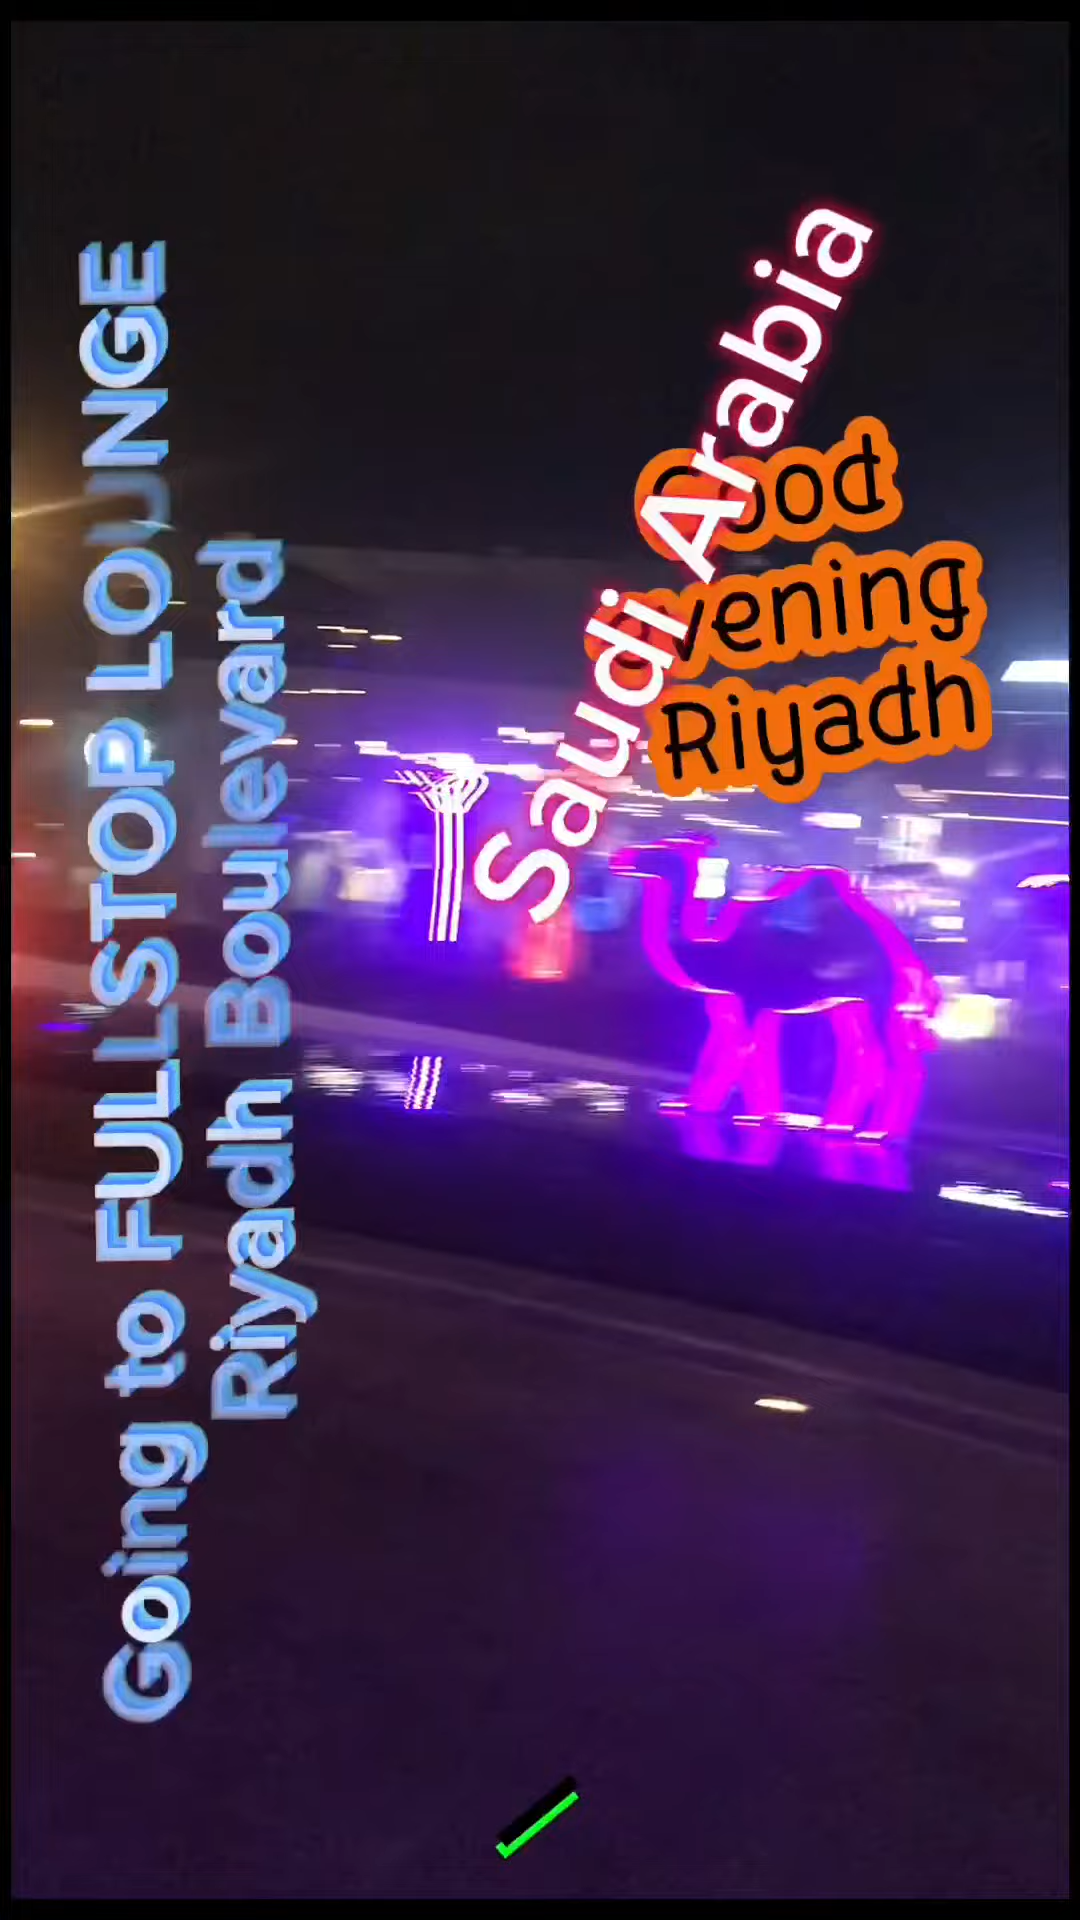 Going to FULLSTOP LOUNGE
Riyadh Boulevard
Saudi Arabia
Good
evening
Riyadh